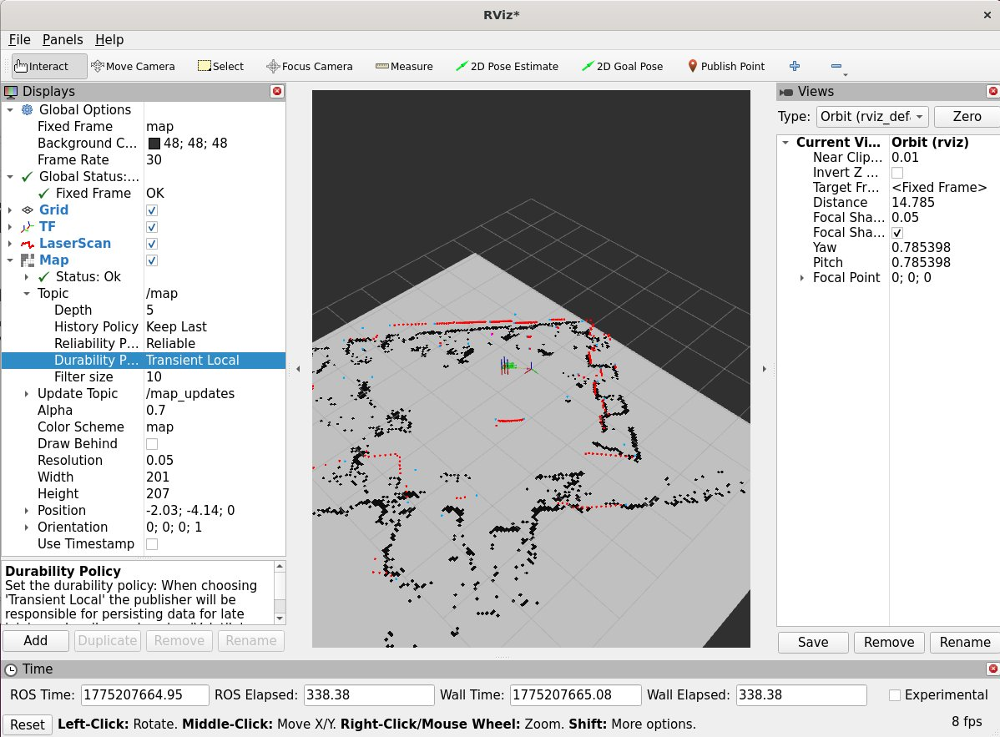 RViz*
File Panels Help
Interact Move Camera Select Focus Camera Measure 2D Pose Estimate 2D Goal Pose Publish Point
Displays
Global Options
Fixed Frame map
Background C... 48; 48; 48
Frame Rate 30
Global Status:...
Fixed Frame OK
Grid
TF
LaserScan
Map
Status: Ok
Topic /map
Depth 5
History Policy Keep Last
Reliability P... Reliable
Durability P... Transient Local
Filter size 10
Update Topic /map_updates
Alpha 0.7
Color Scheme map
Draw Behind
Resolution 0.05
Width 201
Height 207
Position -2.03; -4.14; 0
Orientation 0; 0; 0; 1
Use Timestamp
Durability Policy
Set the durability policy: When choosing
'Transient Local' the publisher will be
responsible for persisting data for late
Add Duplicate Remove Rename
Views
Type: Orbit (rviz_def Zero
Current Vi... Orbit (rviz)
Near Clip... 0.01
Invert Z ...
Target Fr... <Fixed Frame>
Distance 14.785
Focal Sha... 0.05
Focal Sha...
Yaw 0.785398
Pitch 0.785398
Focal Point 0; 0; 0
Save Remove Rename
Time
ROS Time: 1775207664.95 ROS Elapsed: 338.38 Wall Time: 1775207665.08 Wall Elapsed: 338.38 Experimental
Reset Left-Click: Rotate. Middle-Click: Move X/Y. Right-Click/Mouse Wheel: Zoom. Shift: More options. 8 fps